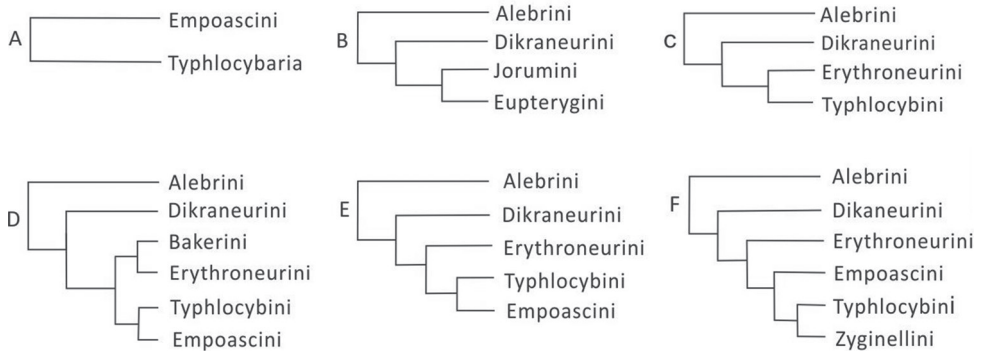 A
Empoascini
Typhlocybaria
B
Alebrini
Dikraneurini
Jorumini
Eupterygini
C
Alebrini
Dikraneurini
Erythroneurini
Typhlocybini
D
Alebrini
Dikraneurini
Bakerini
Erythroneurini
Typhlocybini
Empoascini
E
Alebrini
Dikraneurini
Erythroneurini
Typhlocybini
Empoascini
F
Alebrini
Dikaneurini
Erythroneurini
Empoascini
Typhlocybini
Zyginellini